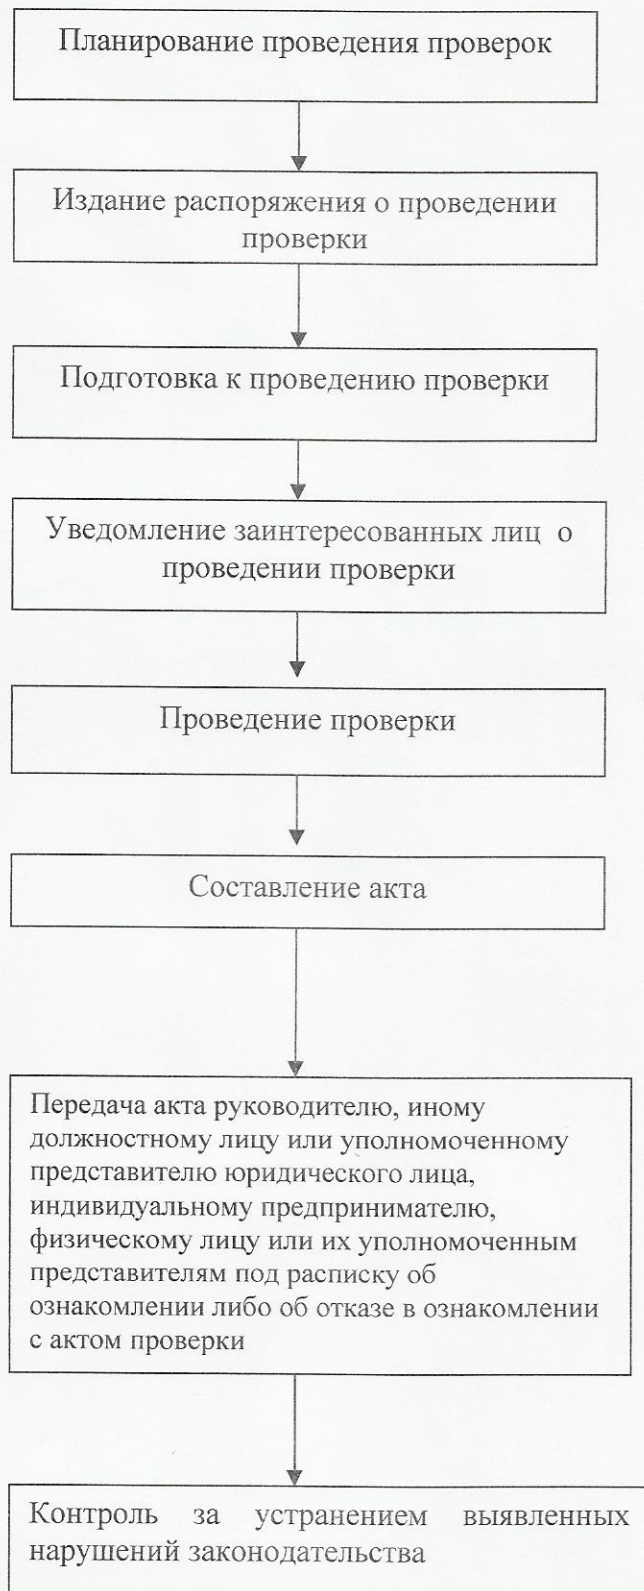 Планирование проведения проверок
Издание распоряжения о проведении
проверки
Подготовка к проведению проверки
Уведомление заинтересованных лиц о
проведении проверки
Проведение проверки
Составление акта
Передача акта руководителю, иному
должностному лицу или уполномоченному
представителю юридического лица,
индивидуальному предпринимателю,
физическому лицу или их уполномоченным
представителям под расписку об
ознакомлении либо об отказе в ознакомлении
с актом проверки
Контроль за устранением выявленных
нарушений законодательства